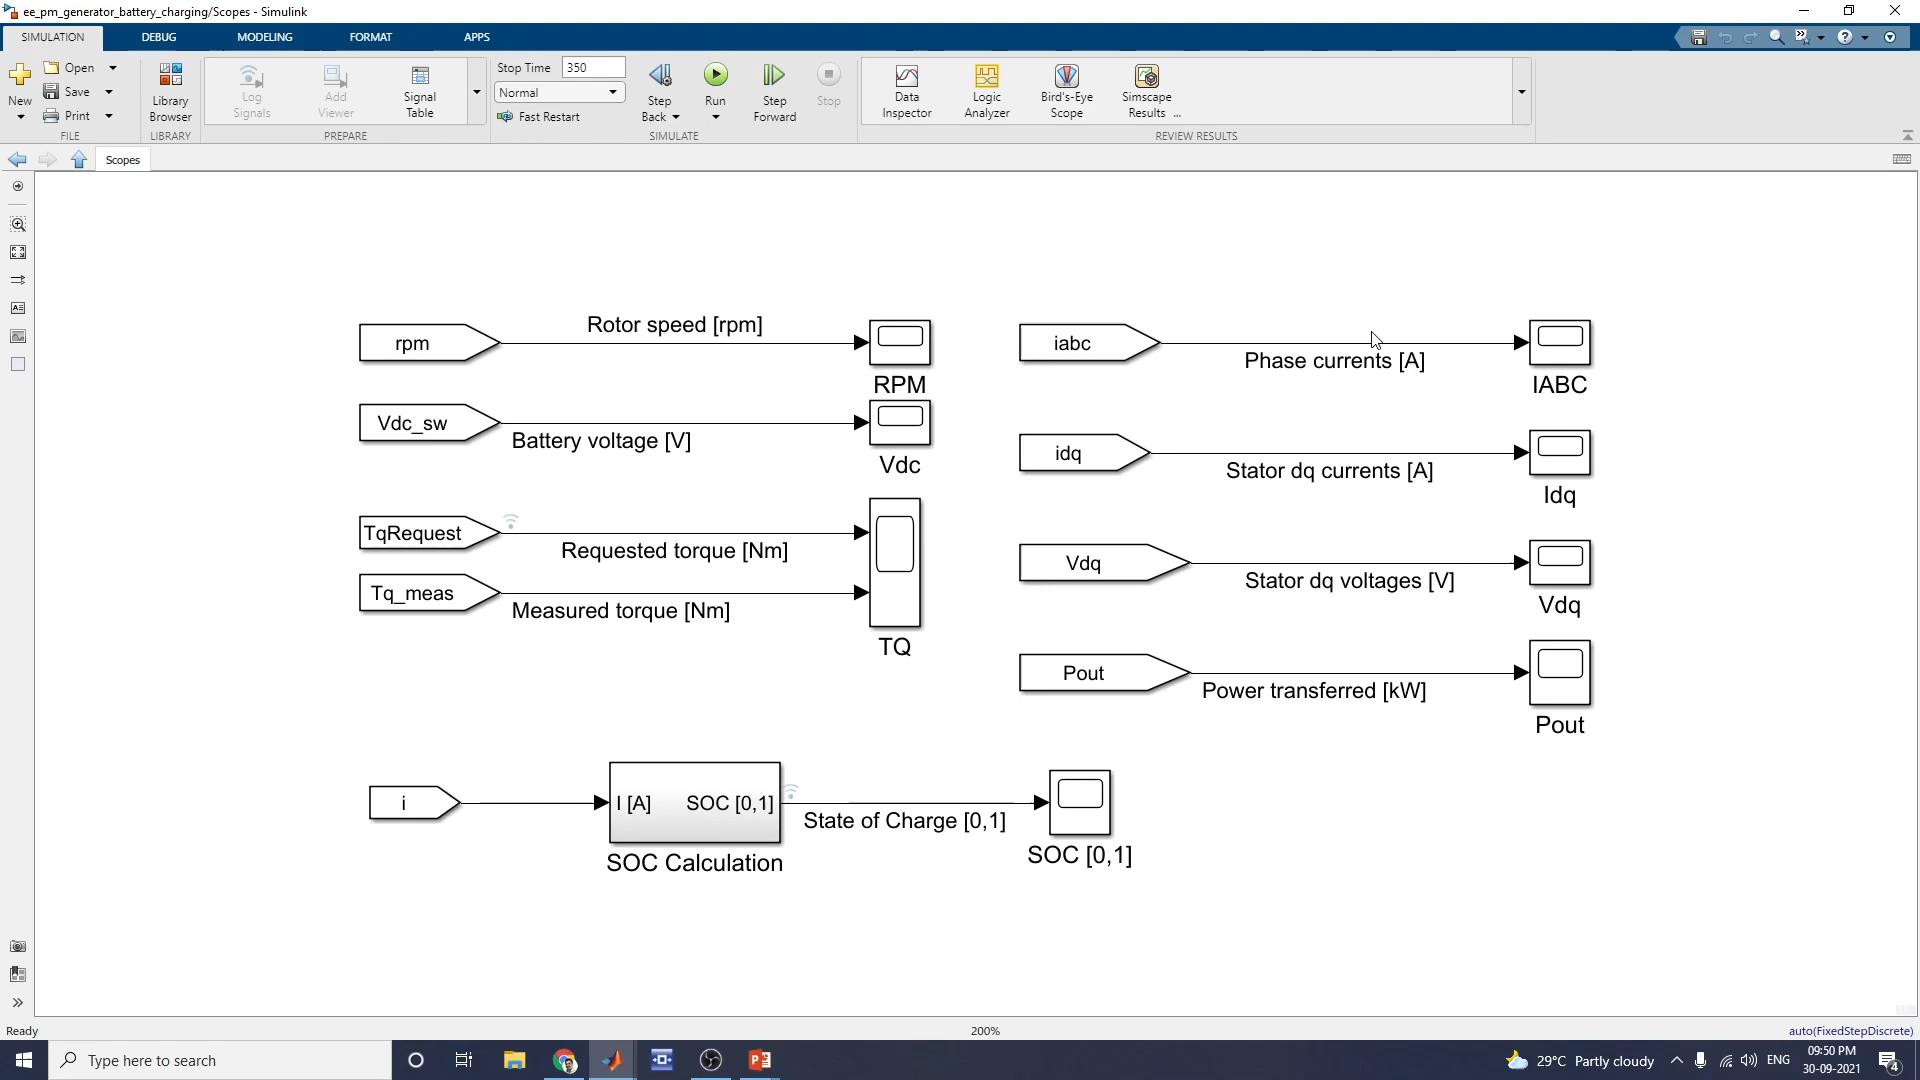 ee_pm_generator_battery_charging/Scopes - Simulink
SIMULATION
DEBUG
MODELING
FORMAT
APPS
New
Open
Save
Print
FILE
Library
Browser
LIBRARY
Log
Signals
Add
Viewer
Signal
Table
PREPARE
Stop Time
350
Normal
Fast Restart
Step
Back
Run
Step
Forward
Stop
SIMULATE
Data
Inspector
Logic
Analyzer
Bird's-Eye
Scope
Simscape
Results ...
REVIEW RESULTS
Scopes
rpm
Rotor speed [rpm]
RPM
Vdc_sw
Battery voltage [V]
Vdc
TqRequest
Requested torque [Nm]
Tq_meas
Measured torque [Nm]
TQ
iabc
Phase currents [A]
IABC
idq
Stator dq currents [A]
Idq
Vdq
Stator dq voltages [V]
Vdq
Pout
Power transferred [kW]
Pout
i
I [A]
SOC [0,1]
SOC Calculation
State of Charge [0,1]
SOC [0,1]
Ready
200%
auto(FixedStepDiscrete)
Type here to search
29°C Partly cloudy
ENG
09:50 PM
30-09-2021
4